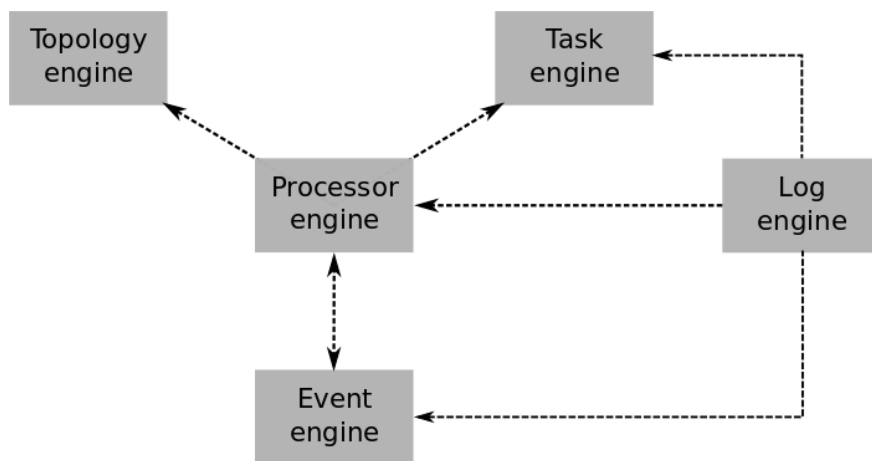 Topology
engine
Task
engine
Processor
engine
Log
engine
Event
engine